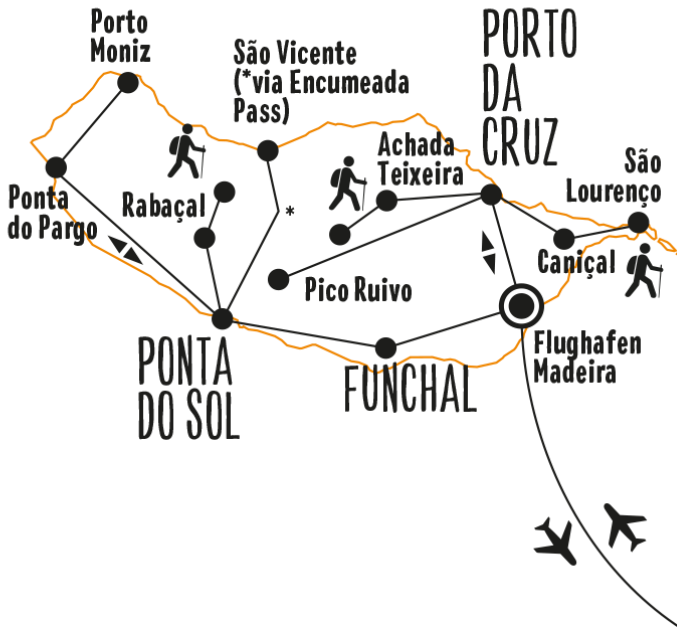 Porto
Moniz
São Vicente
(*via Encumeada
Pass)
PORTO
DA
CRUZ
Achada
Teixeira
São
Lourenço
Ponta
do Pargo
Rabaçal
*
Caniçal
Pico Ruivo
PONTA
DO SOL
FUNCHAL
Flughafen
Madeira